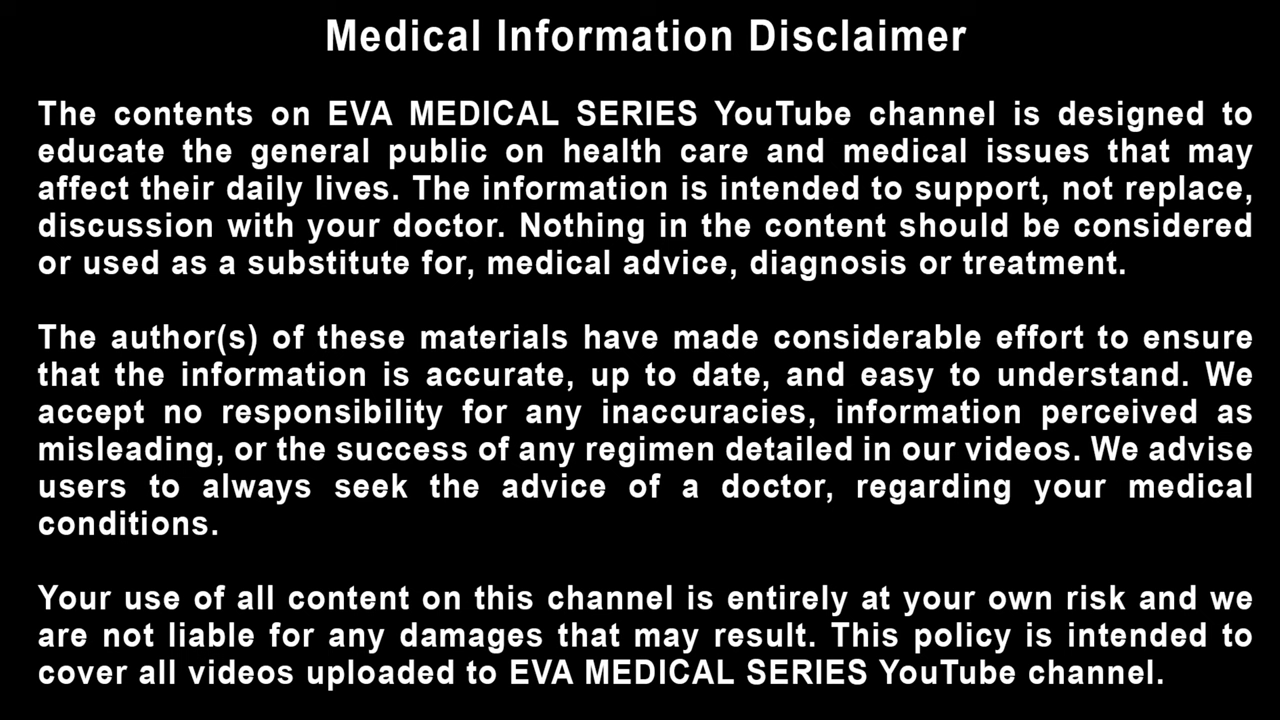 Medical Information Disclaimer
The contents on EVA MEDICAL SERIES YouTube channel is designed to
educate the general public on health care and medical issues that may
affect their daily lives. The information is intended to support, not replace,
discussion with your doctor. Nothing in the content should be considered
or used as a substitute for, medical advice, diagnosis or treatment.
The author(s) of these materials have made considerable effort to ensure
that the information is accurate, up to date, and easy to understand. We
accept no responsibility for any inaccuracies, information perceived as
misleading, or the success of any regimen detailed in our videos. We advise
users to always seek the advice of a doctor, regarding your medical
conditions.
Your use of all content on this channel is entirely at your own risk and we
are not liable for any damages that may result. This policy is intended to
cover all videos uploaded to EVA MEDICAL SERIES YouTube channel.